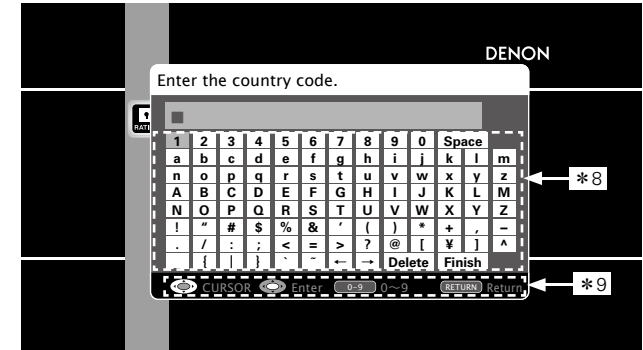 DENON
Enter the country code.
RATI
1 2 3 4 5 6 7 8 9 0 Space
a b c d e f g h i j k l m
n o p q r s t u v w x y z
A B C D E F G H I J K L M
N O P Q R S T U V W X Y Z
! " # $ % & ' ( ) * + , –
. / : ; < = > ? @ [ ¥ ] ^
_ { | } ` ~ ← → Delete Finish
CURSOR Enter 0-9 0～9 RETURN Return
*8
*9